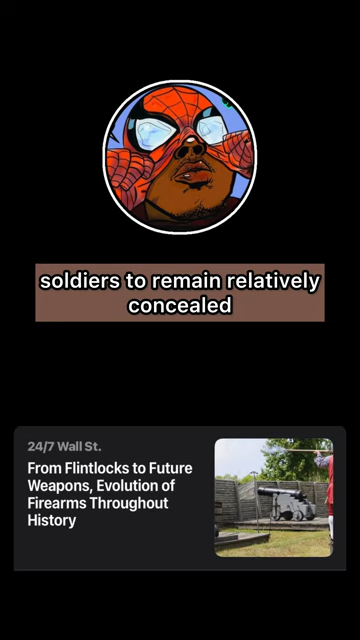 soldiers to remain relatively
concealed
24/7 Wall St.
From Flintlocks to Future
Weapons, Evolution of
Firearms Throughout
History